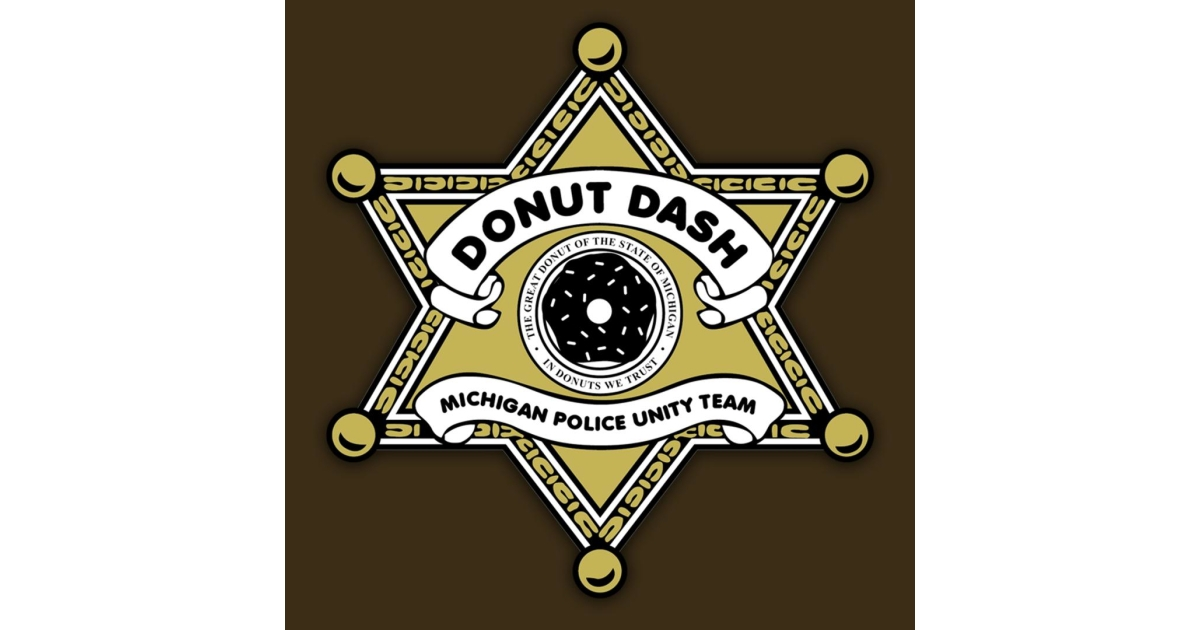 DONUT DASH
THE GREAT DONUT OF THE STATE OF MICHIGAN
• IN DONUTS WE TRUST •
MICHIGAN POLICE UNITY TEAM